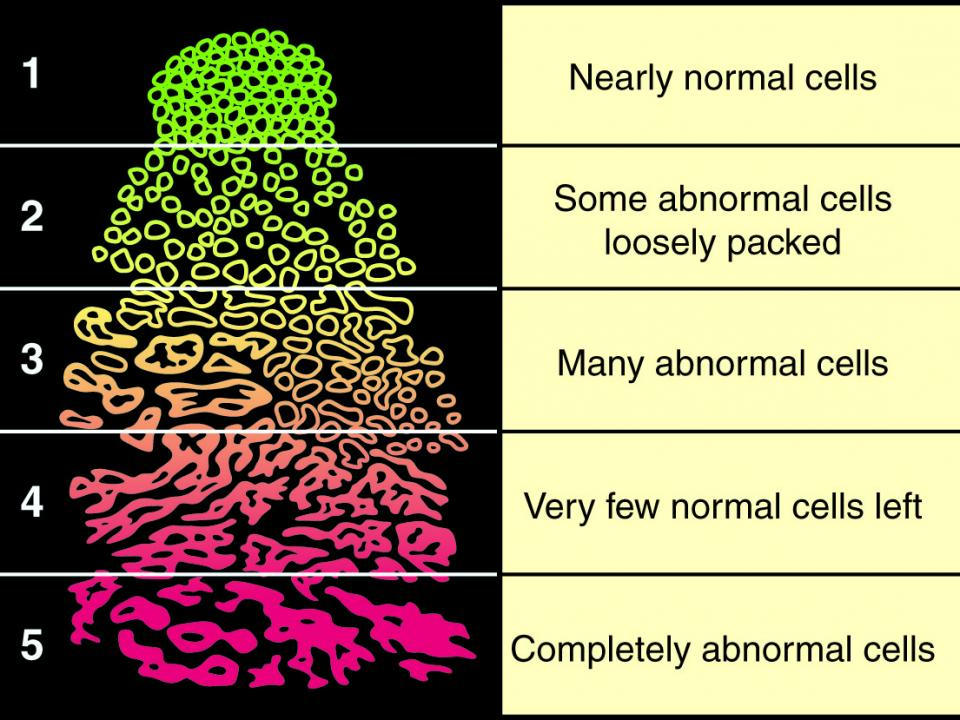 1
Nearly normal cells
2
Some abnormal cells
loosely packed
3
Many abnormal cells
4
Very few normal cells left
5
Completely abnormal cells